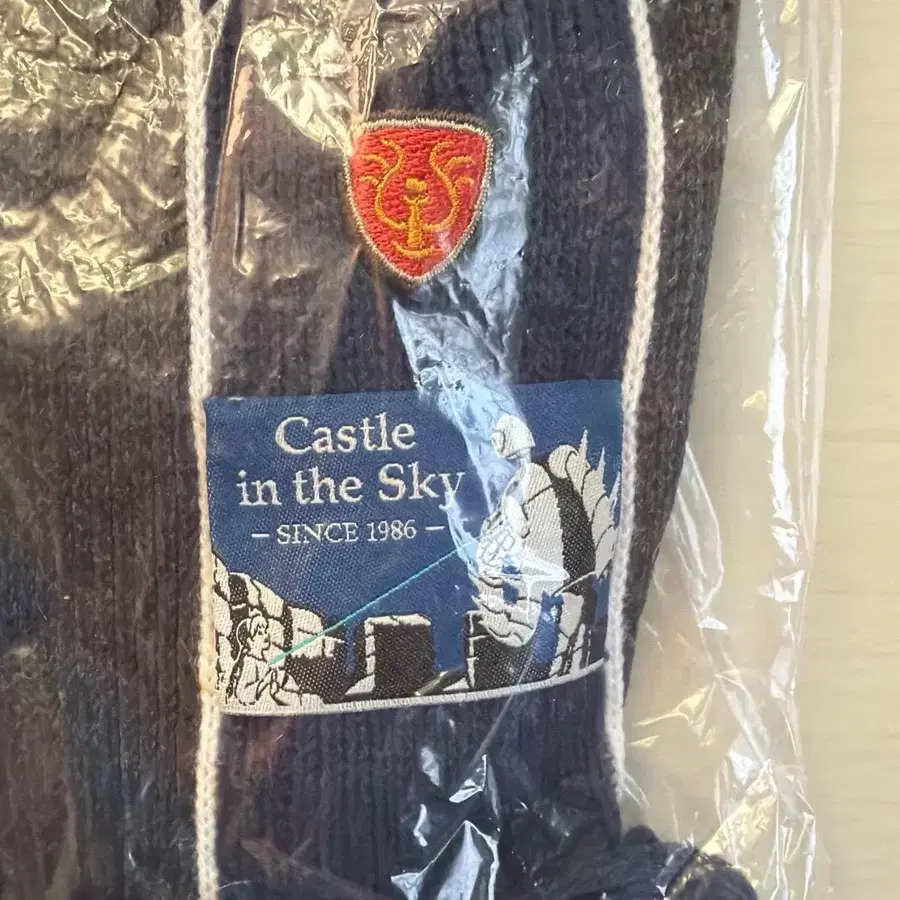 Castle
in the Sky
– SINCE 1986 –